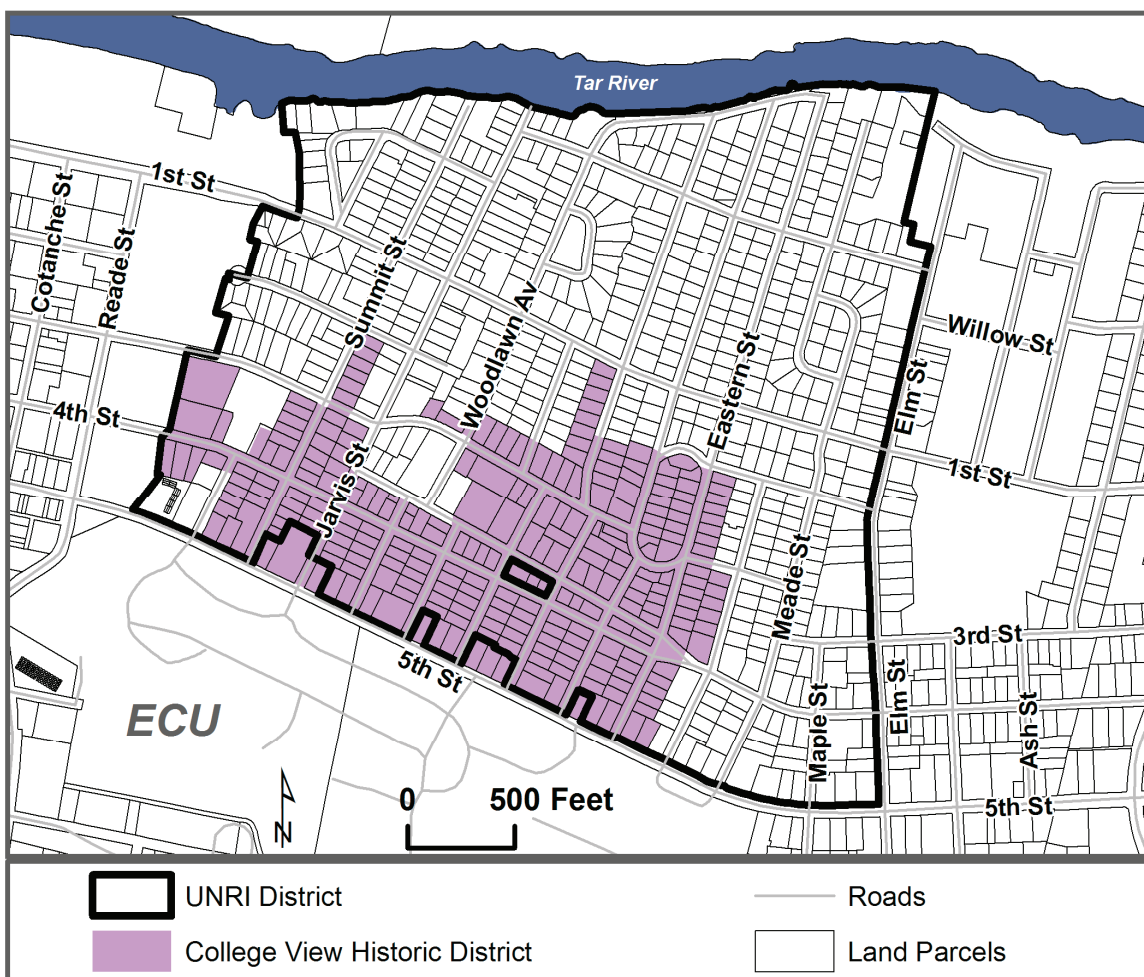 Tar River
1st St
Cotanche St
Reade St
Summit St
Woodlawn Av
Eastern St
Willow St
Elm St
4th St
Jarvis St
1st St
Meade St
3rd St
5th St
Elm St
Maple St
Ash St
ECU
N
0 500 Feet
5th St
UNRI District
Roads
College View Historic District
Land Parcels